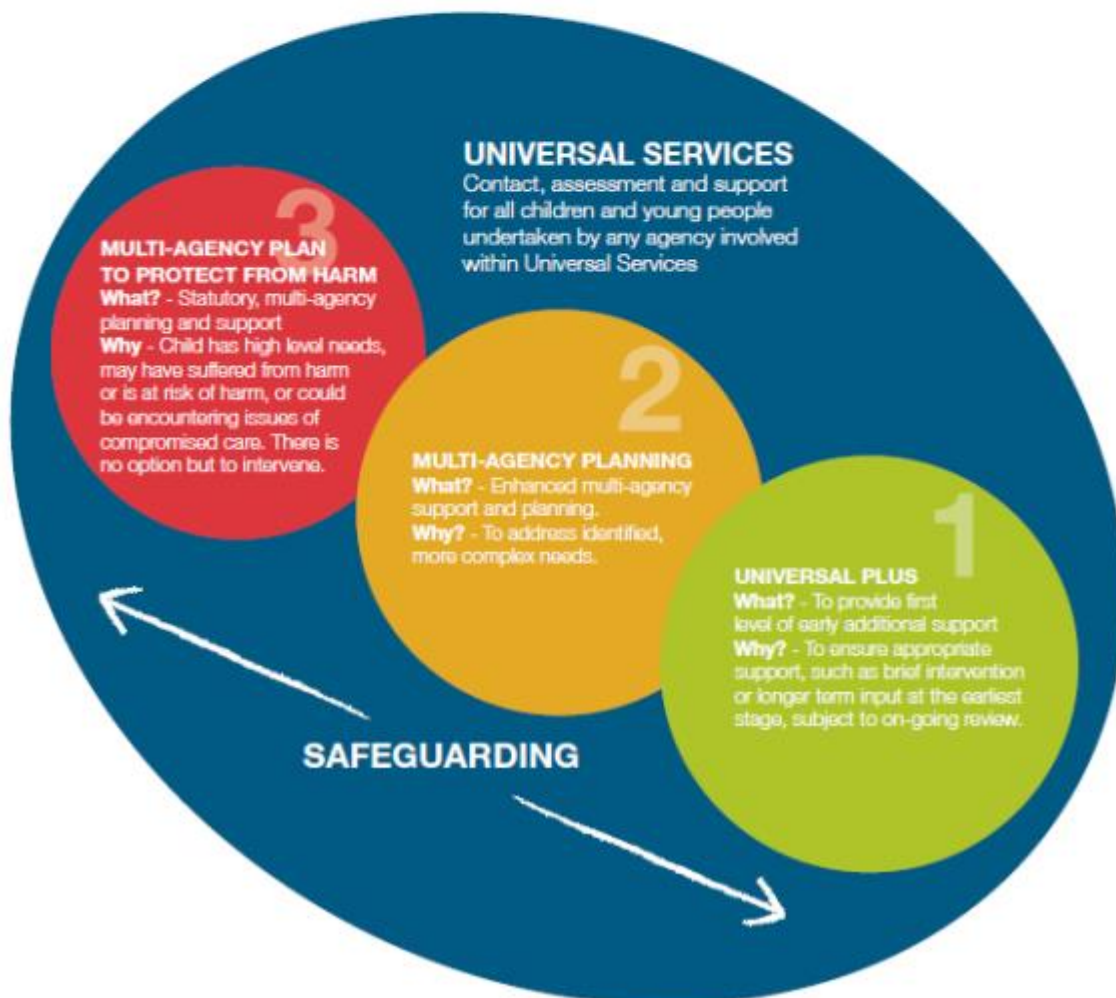 UNIVERSAL SERVICES
Contact, assessment and support
for all children and young people
undertaken by any agency involved
within Universal Services
3
MULTI-AGENCY PLAN
TO PROTECT FROM HARM
What? - Statutory, multi-agency
planning and support
Why - Child has high level needs,
may have suffered from harm
or is at risk of harm, or could
be encountering issues of
compromised care. There is
no option but to intervene.
2
MULTI-AGENCY PLANNING
What? - Enhanced multi-agency
support and planning.
Why? - To address identified,
more complex needs.
1
UNIVERSAL PLUS
What? - To provide first
level of early additional support
Why? - To ensure appropriate
support, such as brief intervention
or longer term input at the earliest
stage, subject to on-going review.
SAFEGUARDING